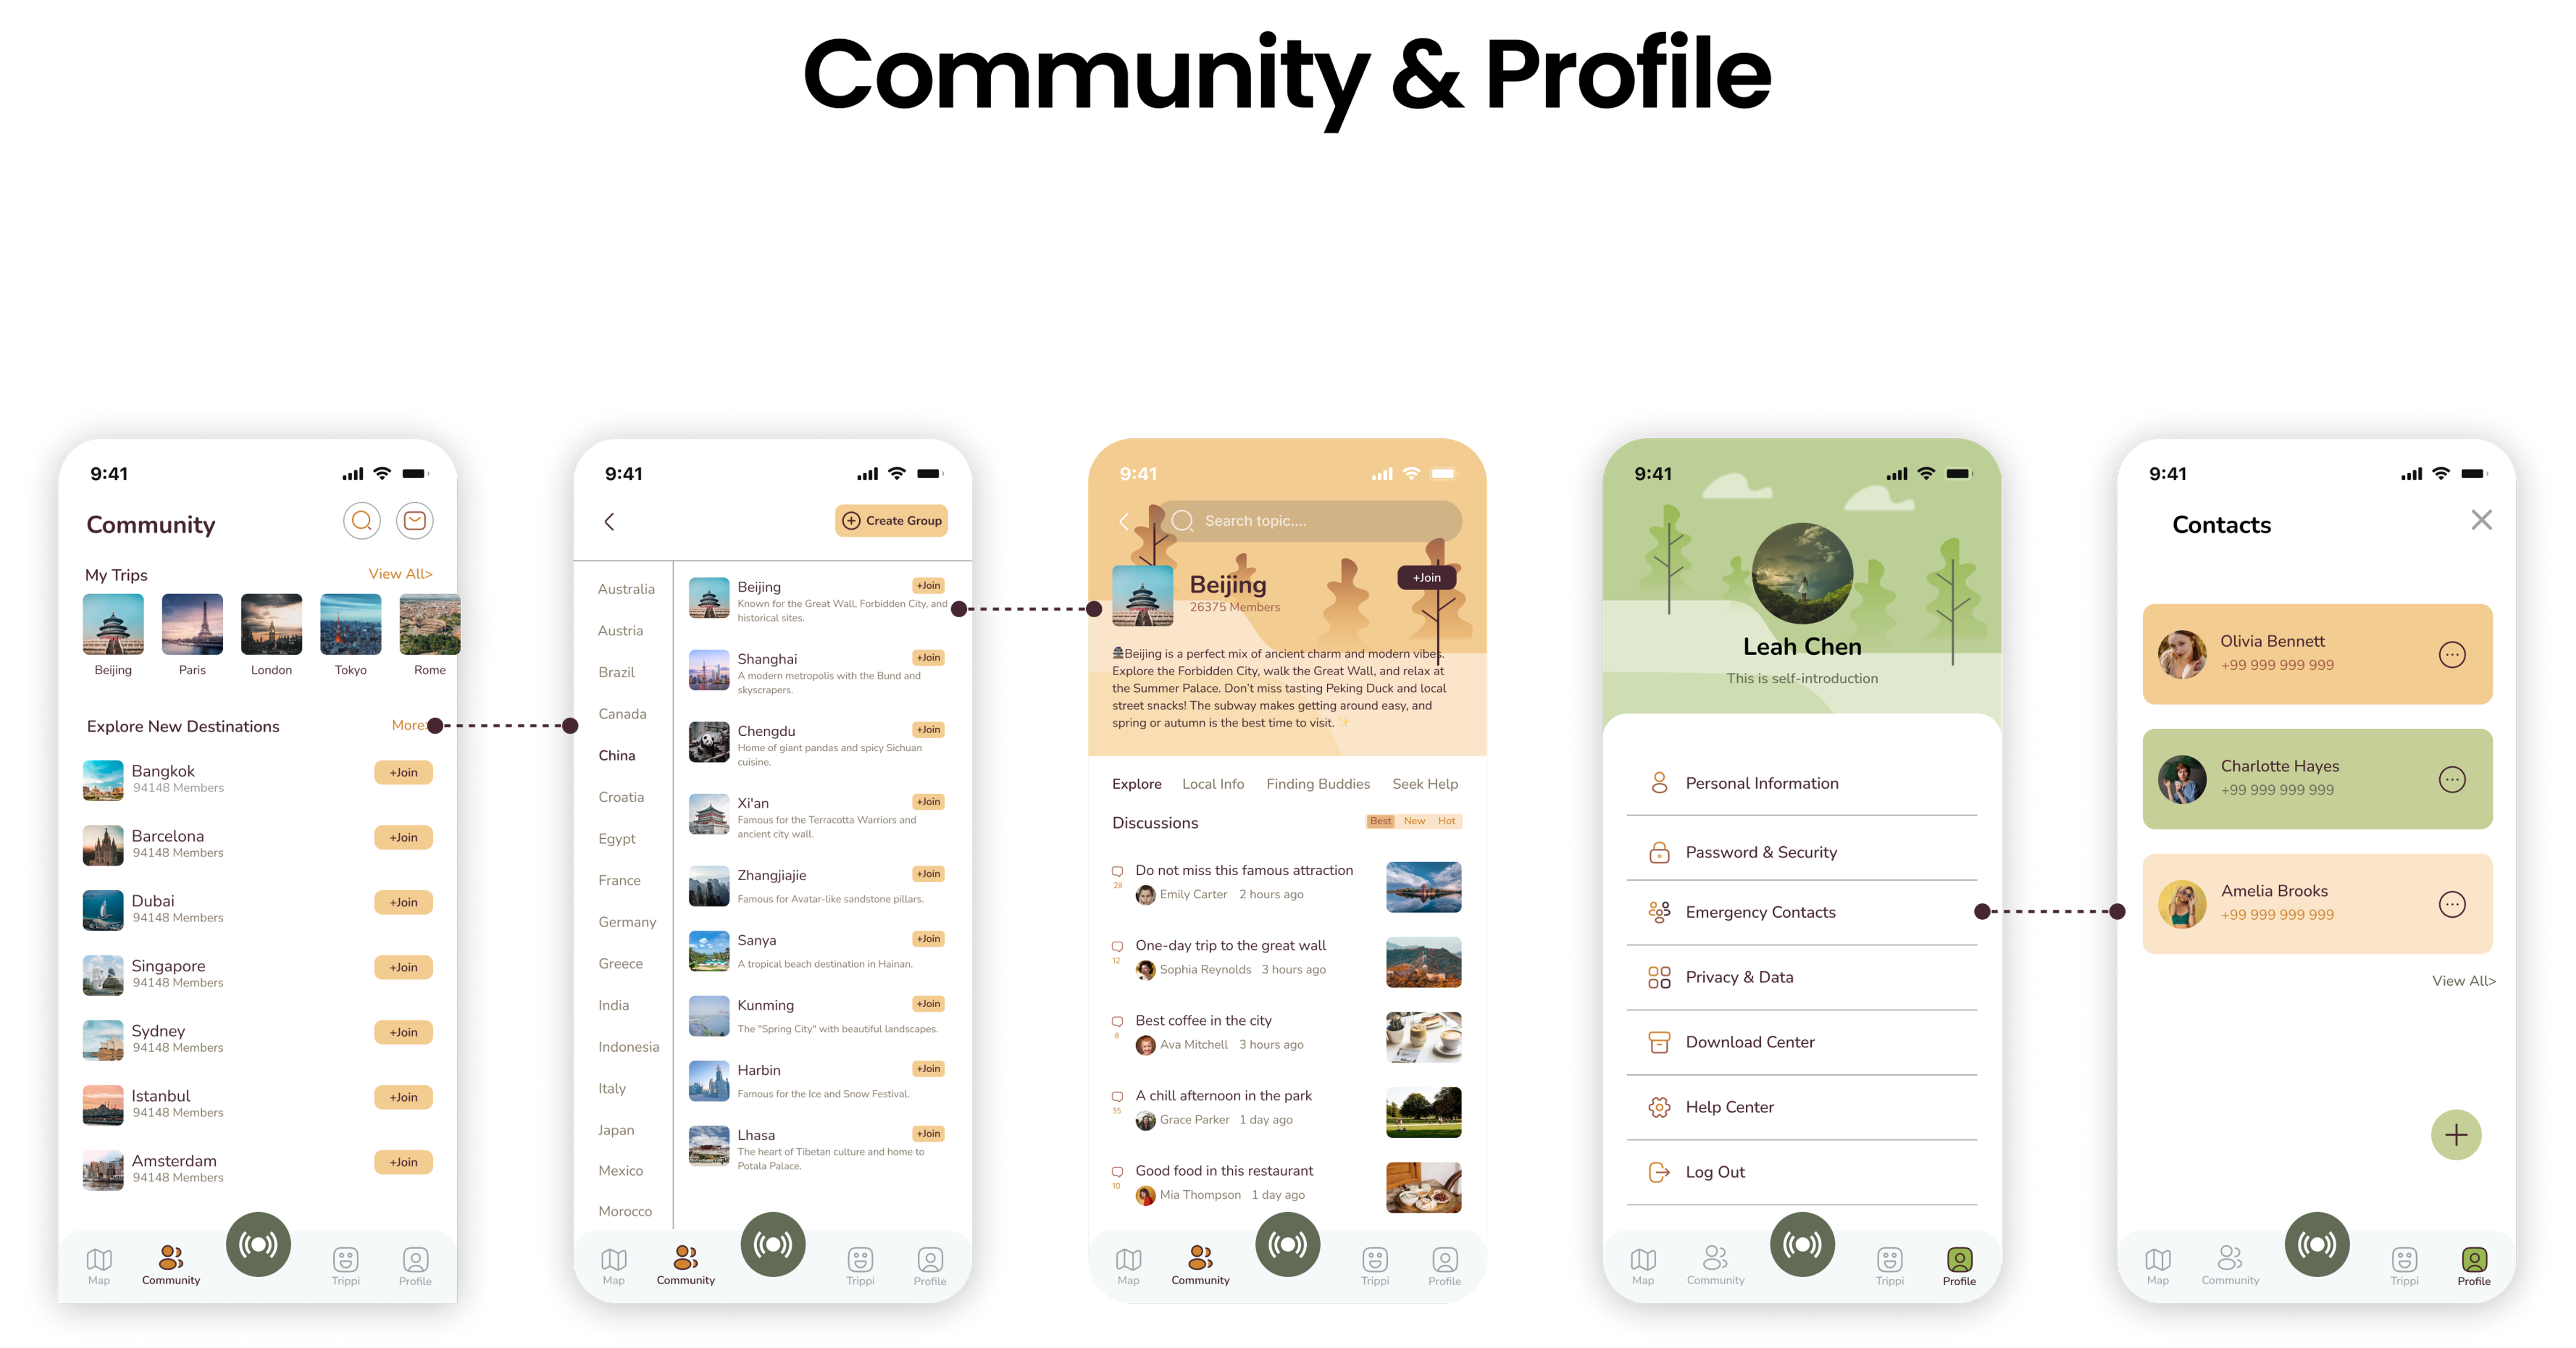 Community & Profile
9:41
Community
My Trips
View All>
Beijing
Paris
London
Tokyo
Rome
Explore New Destinations
More
Bangkok
94148 Members
+Join
Barcelona
94148 Members
+Join
Dubai
94148 Members
+Join
Singapore
94148 Members
+Join
Sydney
94148 Members
+Join
Istanbul
94148 Members
+Join
Amsterdam
94148 Members
+Join
Map
Community
Trippi
Profile
9:41
Create Group
Australia
Austria
Brazil
Canada
China
Croatia
Egypt
France
Germany
Greece
India
Indonesia
Italy
Japan
Mexico
Morocco
Beijing
+Join
Known for the Great Wall, Forbidden City, and
historical sites.
Shanghai
+Join
A modern metropolis with the Bund and
skyscrapers.
Chengdu
+Join
Home of giant pandas and spicy Sichuan
cuisine.
Xi'an
+Join
Famous for the Terracotta Warriors and
ancient city wall.
Zhangjiajie
+Join
Famous for Avatar-like sandstone pillars.
Sanya
+Join
A tropical beach destination in Hainan.
Kunming
+Join
The "Spring City" with beautiful landscapes.
Harbin
+Join
Famous for the Ice and Snow Festival.
Lhasa
+Join
The heart of Tibetan culture and home to
Potala Palace.
Map
Community
Trippi
Profile
9:41
Search topic....
Beijing
26375 Members
+Join
🏯Beijing is a perfect mix of ancient charm and modern vibes.
Explore the Forbidden City, walk the Great Wall, and relax at
the Summer Palace. Don't miss tasting Peking Duck and local
street snacks! The subway makes getting around easy, and
spring or autumn is the best time to visit. ✨
Explore
Local Info
Finding Buddies
Seek Help
Discussions
Best
New
Hot
Do not miss this famous attraction
28
Emily Carter
2 hours ago
One-day trip to the great wall
12
Sophia Reynolds
3 hours ago
Best coffee in the city
8
Ava Mitchell
3 hours ago
A chill afternoon in the park
35
Grace Parker
1 day ago
Good food in this restaurant
10
Mia Thompson
1 day ago
Map
Community
Trippi
Profile
9:41
Leah Chen
This is self-introduction
Personal Information
Password & Security
Emergency Contacts
Privacy & Data
Download Center
Help Center
Log Out
Map
Community
Trippi
Profile
9:41
Contacts
Olivia Bennett
+99 999 999 999
Charlotte Hayes
+99 999 999 999
Amelia Brooks
+99 999 999 999
View All>
Map
Community
Trippi
Profile